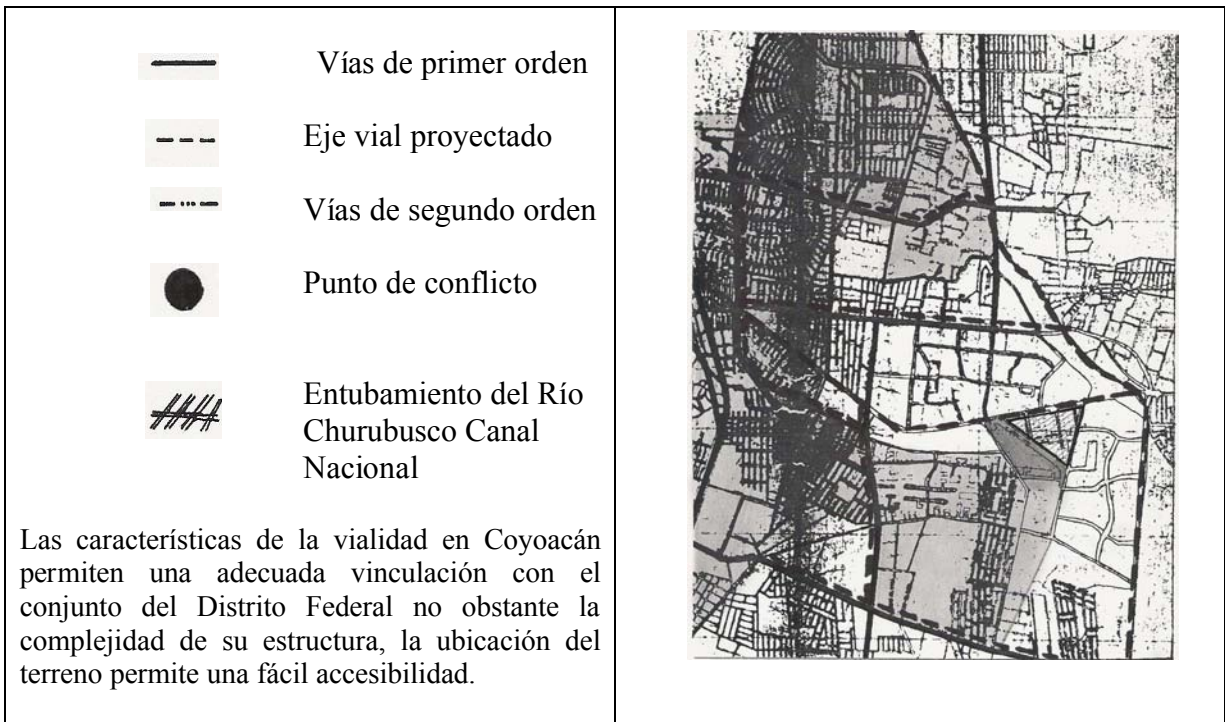 Vías de primer orden
Eje vial proyectado
Vías de segundo orden
Punto de conflicto
Entubamiento del Río
Churubusco Canal
Nacional
Las características de la vialidad en Coyoacán
permiten una adecuada vinculación con el
conjunto del Distrito Federal no obstante la
complejidad de su estructura, la ubicación del
terreno permite una fácil accesibilidad.